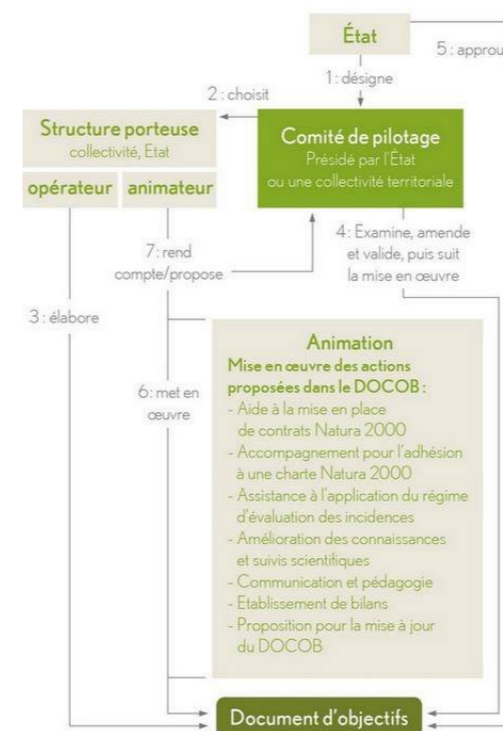 État
5 : approu
1 : désigne
2 : choisit
Structure porteuse
collectivité, Etat
opérateur
animateur
Comité de pilotage
Présidé par l'État
ou une collectivité territoriale
4 : Examine, amende
et valide, puis suit
la mise en œuvre
7 : rend
compte/propose
3 : élabore
6 : met en
œuvre
Animation
Mise en œuvre des actions
proposées dans le DOCOB :
- Aide à la mise en place
de contrats Natura 2000
- Accompagnement pour l'adhésion
à une charte Natura 2000
- Assistance à l'application du régime
d'évaluation des incidences
- Amélioration des connaissances
et suivis scientifiques
- Communication et pédagogie
- Etablissement de bilans
- Proposition pour la mise à jour
du DOCOB
Document d'objectifs